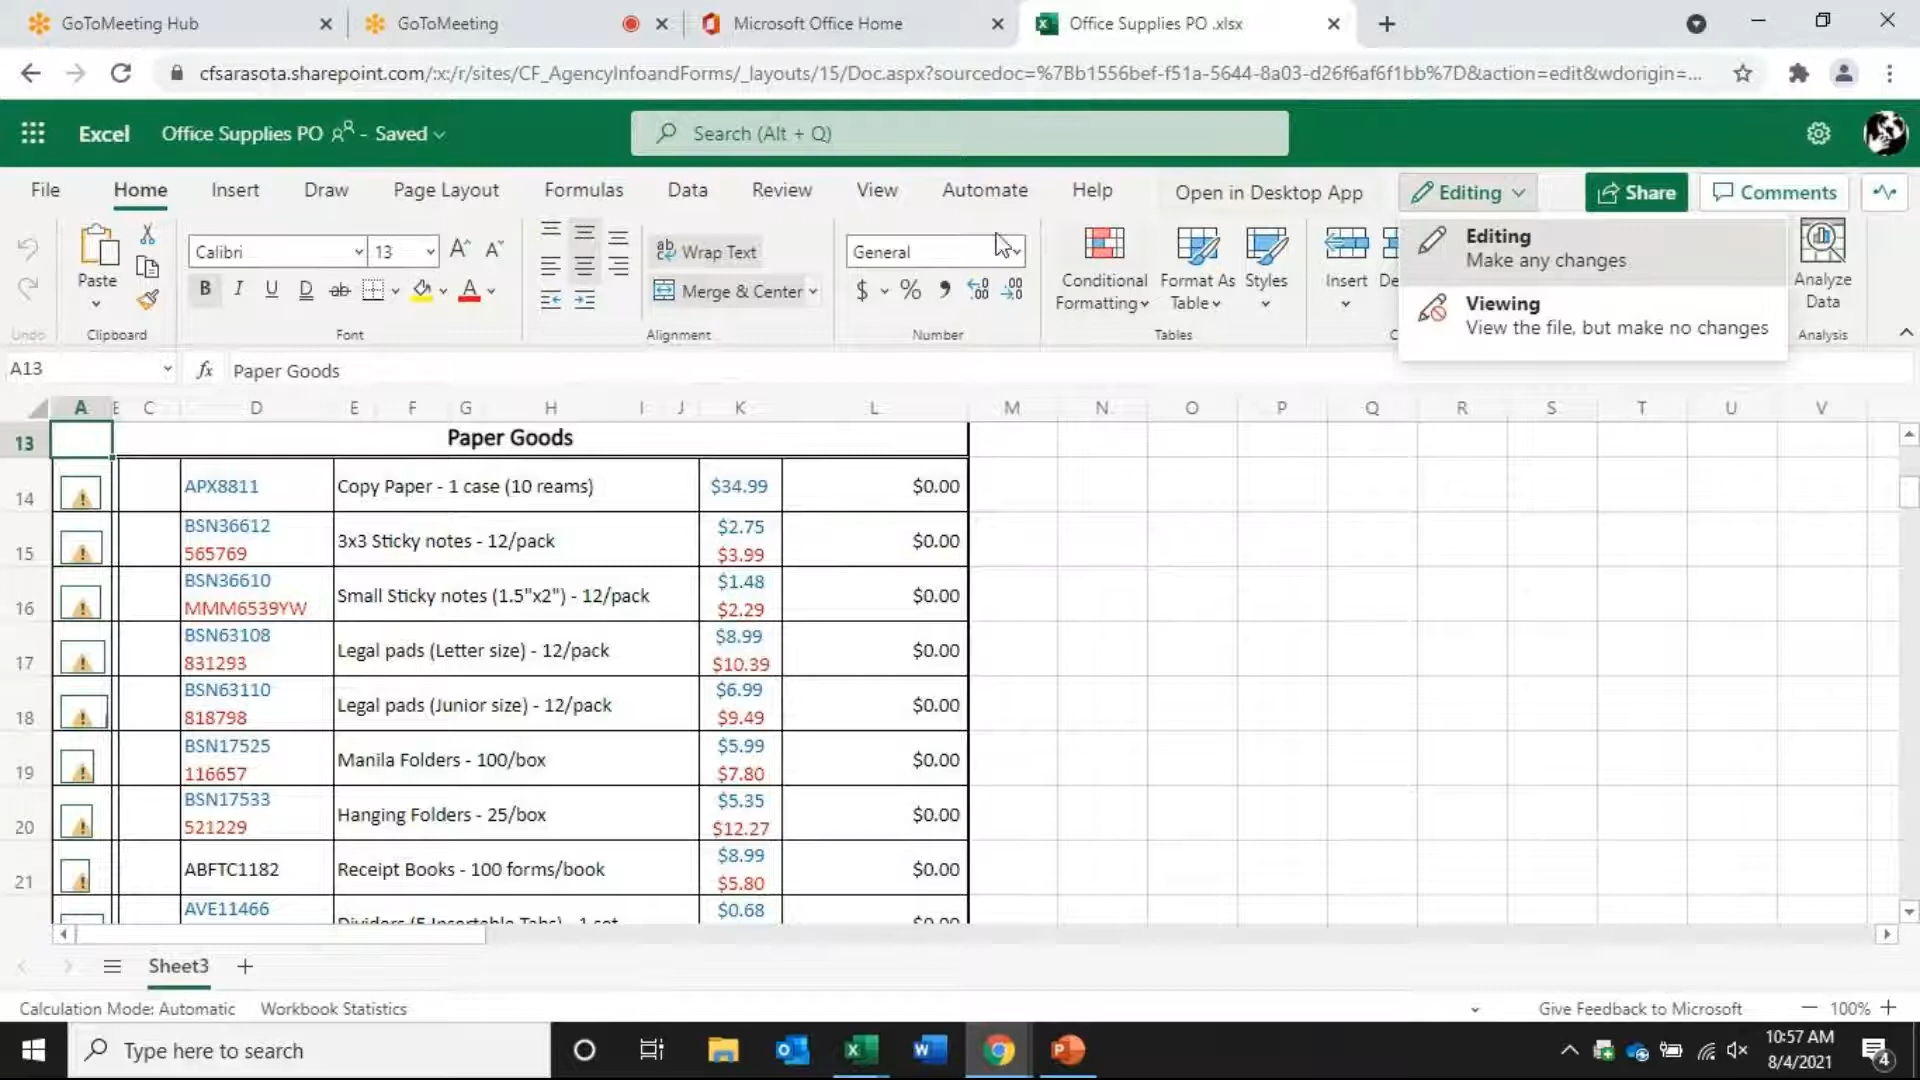 GoToMeeting Hub
GoToMeeting
Microsoft Office Home
Office Supplies PO .xlsx
cfsarasota.sharepoint.com/:x:/r/sites/CF_AgencyInfoandForms/_layouts/15/Doc.aspx?sourcedoc=%7Bb1556bef-f51a-5644-8a03-d26f6af6f1bb%7D&action=edit&wdorigin=...
Excel
Office Supplies PO
- Saved
Search (Alt + Q)
File
Home
Insert
Draw
Page Layout
Formulas
Data
Review
View
Automate
Help
Open in Desktop App
Editing
Share
Comments
Undo
Paste
Clipboard
Calibri
13
Font
Wrap Text
Merge & Center
Alignment
General
Number
Conditional
Formatting
Format As
Table
Styles
Tables
Insert
De
Editing
Make any changes
Viewing
View the file, but make no changes
Analyze
Data
Analysis
A13
fx
Paper Goods
A C D E F G H I J K L M N O P Q R S T U V
13 Paper Goods
14 APX8811 Copy Paper - 1 case (10 reams) $34.99 $0.00
BSN36612 $2.75
15 3x3 Sticky notes - 12/pack $0.00
565769 $3.99
BSN36610 $1.48
16 Small Sticky notes (1.5"x2") - 12/pack $0.00
MMM6539YW $2.29
BSN63108 $8.99
17 Legal pads (Letter size) - 12/pack $0.00
831293 $10.39
BSN63110 $6.99
18 Legal pads (Junior size) - 12/pack $0.00
818798 $9.49
BSN17525 $5.99
19 Manila Folders - 100/box $0.00
116657 $7.80
BSN17533 $5.35
20 Hanging Folders - 25/box $0.00
521229 $12.27
$8.99
21 ABFTC1182 Receipt Books - 100 forms/book $0.00
$5.80
AVE11466 $0.68
Dividers (5 Insertable Tabs) - 1 set $0.00
Sheet3
Calculation Mode: Automatic
Workbook Statistics
Give Feedback to Microsoft
100%
Type here to search
10:57 AM
8/4/2021
4